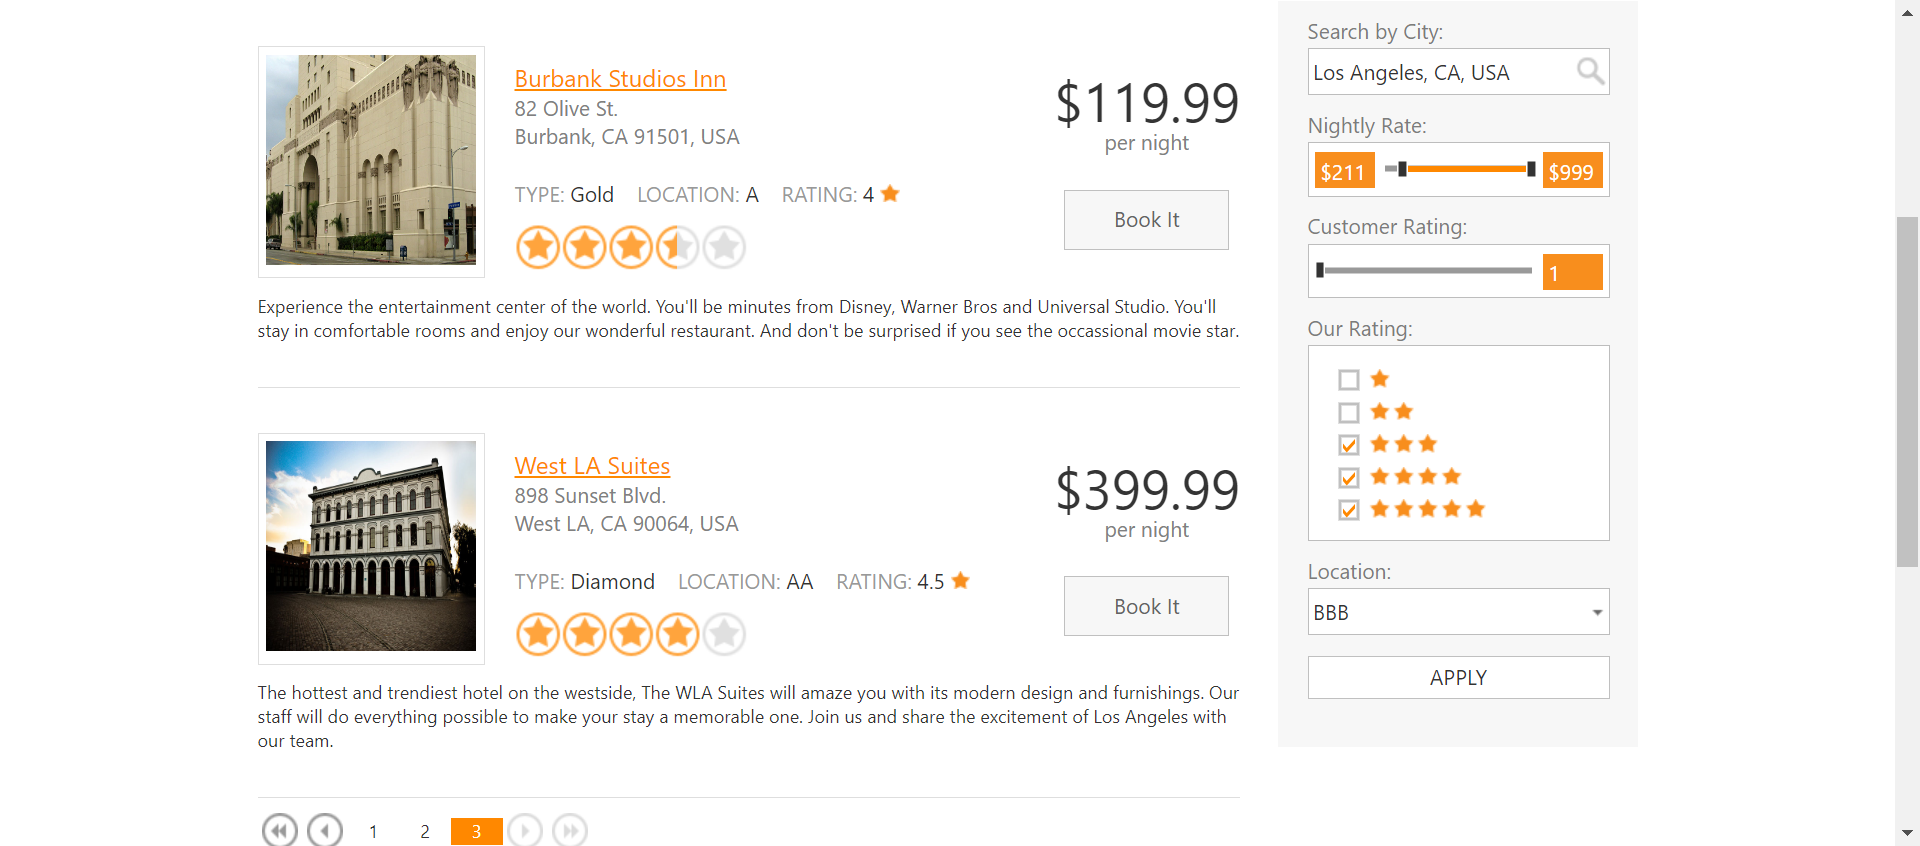 Burbank Studios Inn
82 Olive St.
Burbank, CA 91501, USA
TYPE: Gold LOCATION: A RATING: 4
$119.99
per night
Book It
Experience the entertainment center of the world. You'll be minutes from Disney, Warner Bros and Universal Studio. You'll
stay in comfortable rooms and enjoy our wonderful restaurant. And don't be surprised if you see the occassional movie star.
West LA Suites
898 Sunset Blvd.
West LA, CA 90064, USA
TYPE: Diamond LOCATION: AA RATING: 4.5
$399.99
per night
Book It
The hottest and trendiest hotel on the westside, The WLA Suites will amaze you with its modern design and furnishings. Our
staff will do everything possible to make your stay a memorable one. Join us and share the excitement of Los Angeles with
our team.
1 2 3
Search by City:
Los Angeles, CA, USA
Nightly Rate:
$211 $999
Customer Rating:
1
Our Rating:
Location:
BBB
APPLY